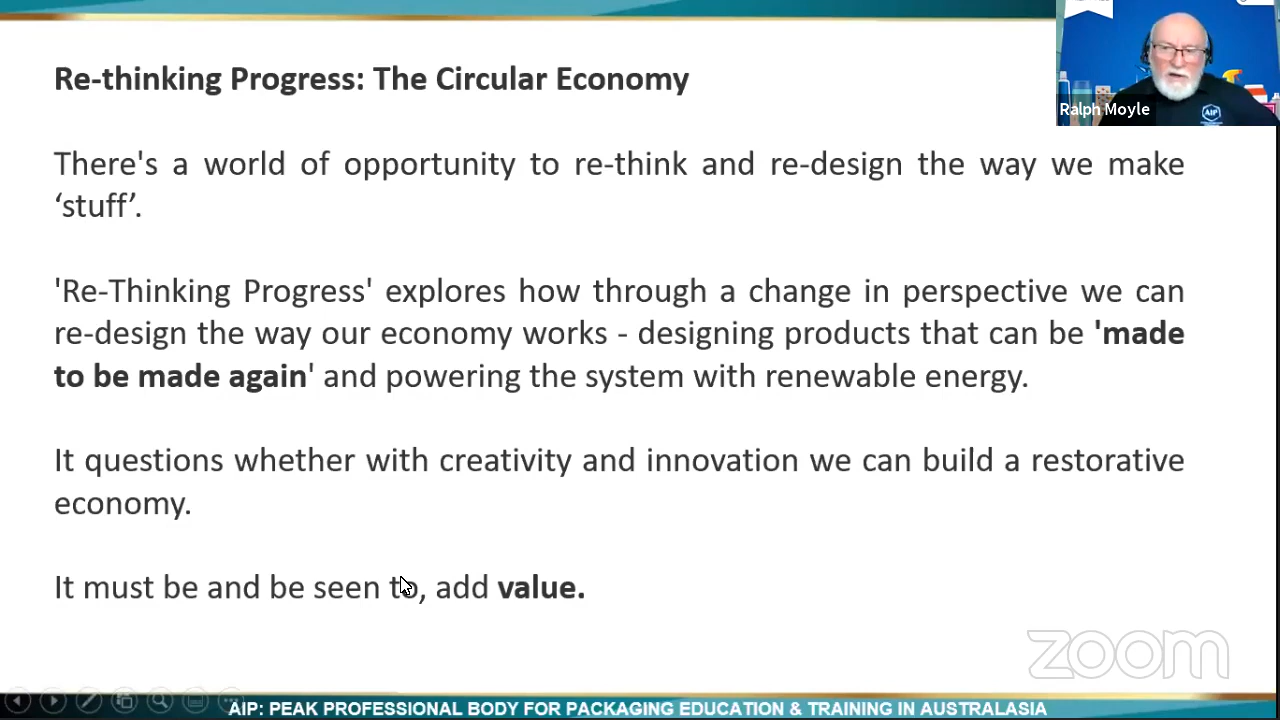 Re-thinking Progress: The Circular Economy
There's a world of opportunity to re-think and re-design the way we make
‘stuff’.
'Re-Thinking Progress' explores how through a change in perspective we can
re-design the way our economy works - designing products that can be 'made
to be made again' and powering the system with renewable energy.
It questions whether with creativity and innovation we can build a restorative
economy.
It must be and be seen to, add value.
Ralph Moyle
AIP
zoom
AIP: PEAK PROFESSIONAL BODY FOR PACKAGING EDUCATION & TRAINING IN AUSTRALASIA